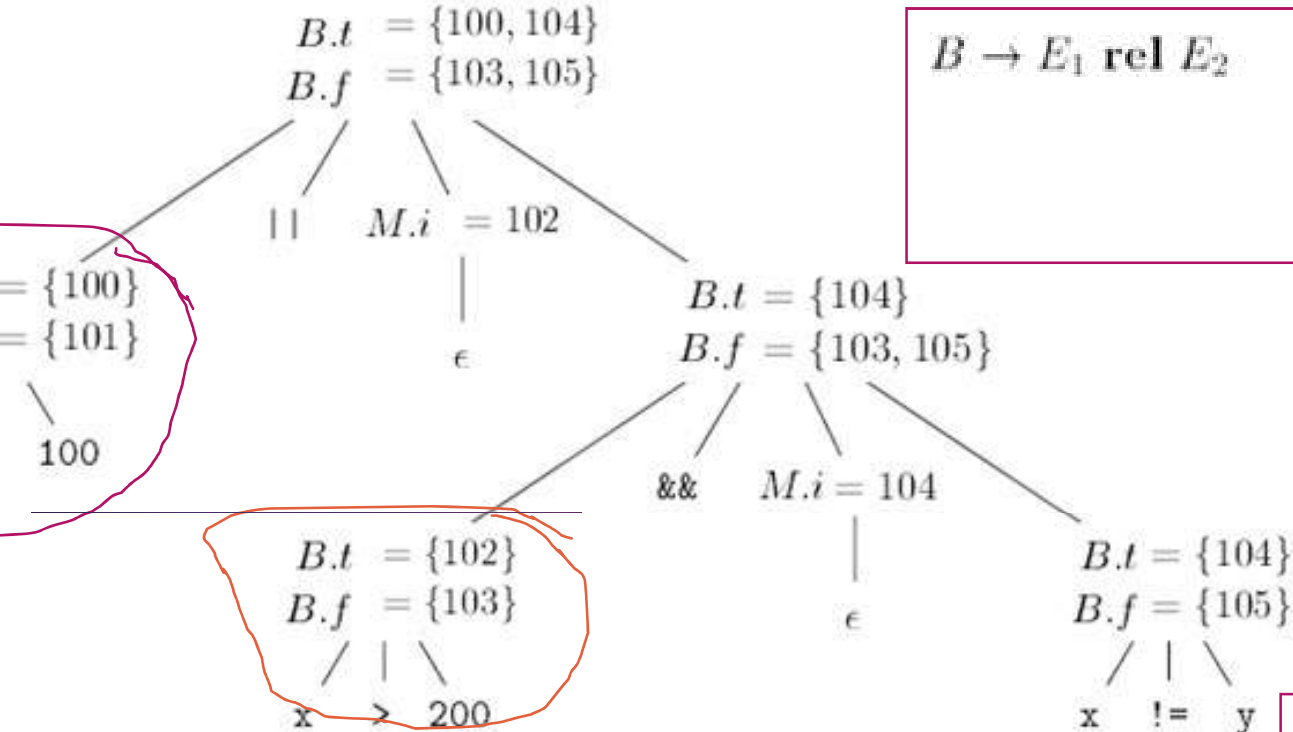 B.t = {100, 104}
B.f = {103, 105}
B → E₁ rel E₂
|| M.i = 102
= {100}
= {101}
ϵ
B.t = {104}
B.f = {103, 105}
100
&& M.i = 104
B.t = {102}
B.f = {103}
ϵ
B.t = {104}
B.f = {105}
x > 200
x != y